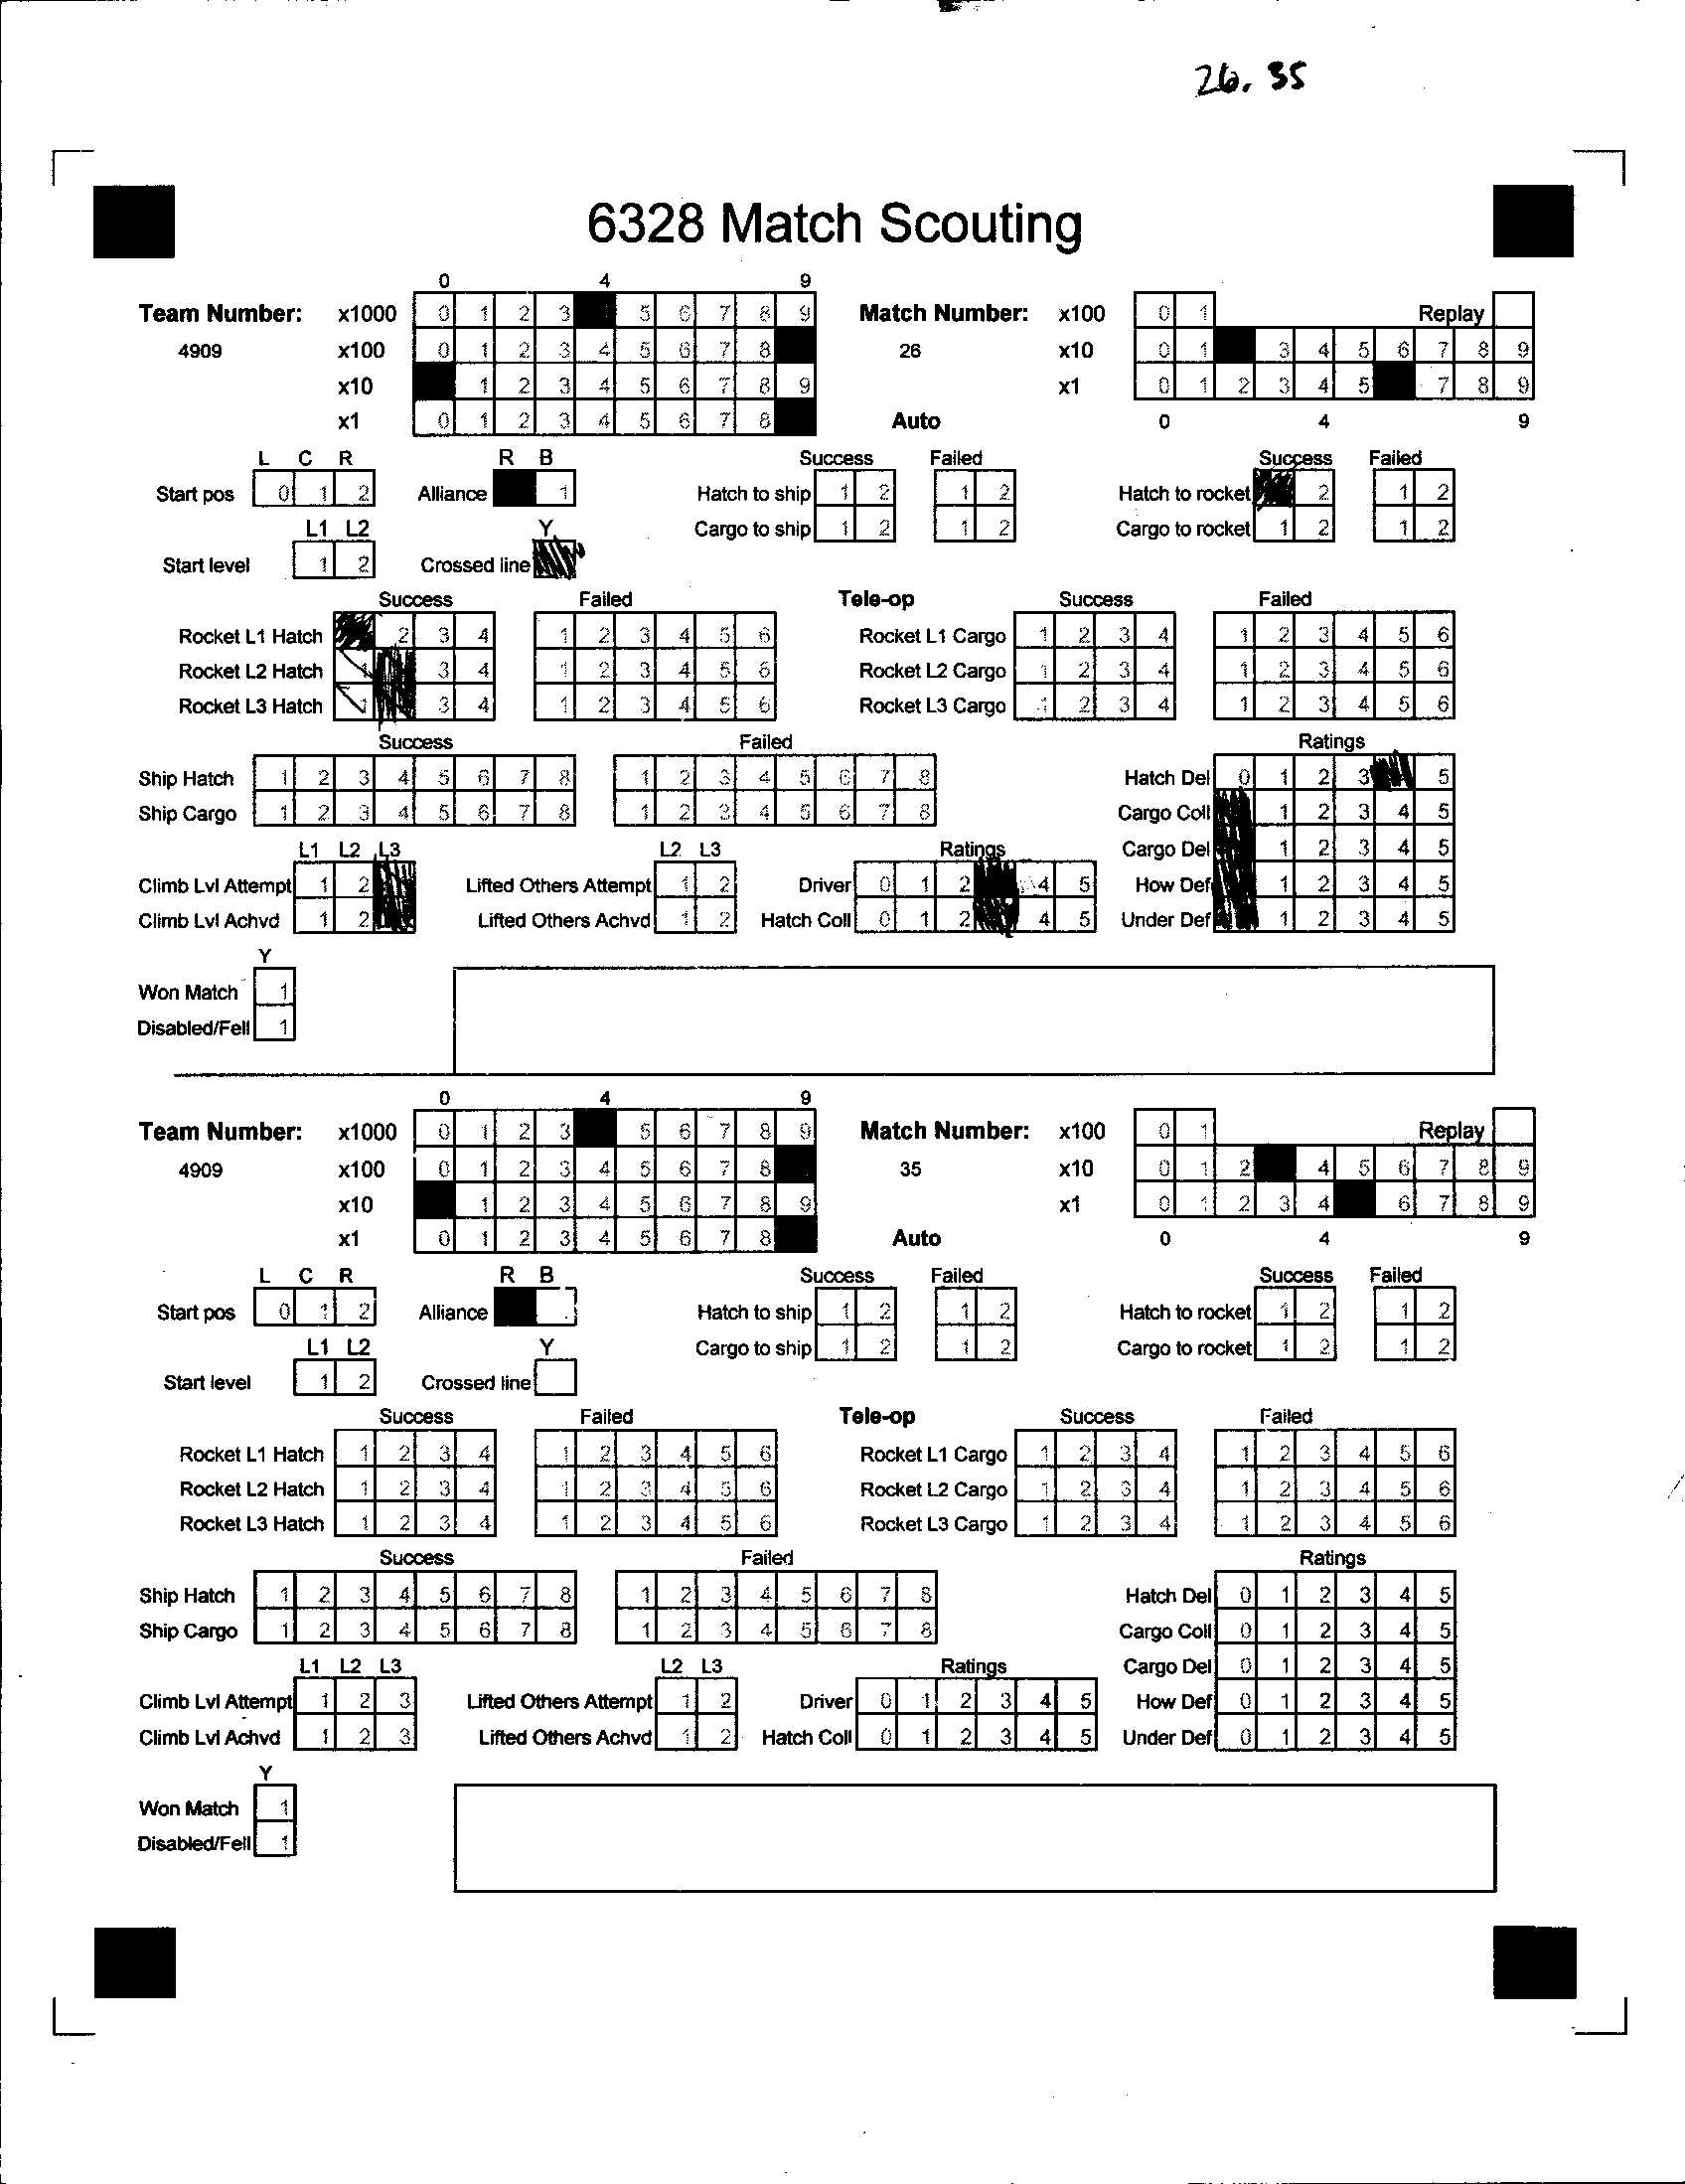 26. 35
6328 Match Scouting
0 4 9
Team Number: x1000 0 1 2 3 5 6 7 8 9 Match Number: x100 0 1 Replay
4909 x100 0 1 2 3 4 5 6 7 8 26 x10 0 1 3 4 5 6 7 8 9
x10 1 2 3 4 5 6 7 8 9 x1 0 1 2 3 4 5 7 8 9
x1 0 1 2 3 4 5 6 7 8 Auto 0 4 9
L C R R B Success Failed Success Failed
Start pos 0 1 2 Alliance 1 Hatch to ship 1 2 1 2 Hatch to rocket 2 1 2
L1 L2 Y Cargo to ship 1 2 1 2 Cargo to rocket 1 2 1 2
Start level 1 2 Crossed line
Success Failed Tele-op Success Failed
Rocket L1 Hatch 2 3 4 1 2 3 4 5 6 Rocket L1 Cargo 1 2 3 4 1 2 3 4 5 6
Rocket L2 Hatch 1 3 4 1 2 3 4 5 6 Rocket L2 Cargo 1 2 3 4 1 2 3 4 5 6
Rocket L3 Hatch 1 3 4 1 2 3 4 5 6 Rocket L3 Cargo 1 2 3 4 1 2 3 4 5 6
Success Failed Ratings
Ship Hatch 1 2 3 4 5 6 7 8 1 2 3 4 5 6 7 8 Hatch Del 0 1 2 3 5
Ship Cargo 1 2 3 4 5 6 7 8 1 2 3 4 5 6 7 8 Cargo Coll 1 2 3 4 5
L1 L2 L3 L2 L3 Ratings Cargo Del 1 2 3 4 5
Climb Lvl Attempt 1 2 Lifted Others Attempt 1 2 Driver 0 1 2 4 5 How Def 1 2 3 4 5
Climb Lvl Achvd 1 2 Lifted Others Achvd 1 2 Hatch Coll 0 1 2 4 5 Under Def 1 2 3 4 5
Y
Won Match 1
Disabled/Fell 1
0 4 9
Team Number: x1000 0 1 2 3 5 6 7 8 9 Match Number: x100 0 1 Replay
4909 x100 0 1 2 3 4 5 6 7 8 35 x10 0 1 2 4 5 6 7 8 9
x10 1 2 3 4 5 6 7 8 9 x1 0 1 2 3 4 6 7 8 9
x1 0 1 2 3 4 5 6 7 8 Auto 0 4 9
L C R R B Success Failed Success Failed
Start pos 0 1 2 Alliance Hatch to ship 1 2 1 2 Hatch to rocket 1 2 1 2
L1 L2 Y Cargo to ship 1 2 1 2 Cargo to rocket 1 2 1 2
Start level 1 2 Crossed line
Success Failed Tele-op Success Failed
Rocket L1 Hatch 1 2 3 4 1 2 3 4 5 6 Rocket L1 Cargo 1 2 3 4 1 2 3 4 5 6
Rocket L2 Hatch 1 2 3 4 1 2 3 4 5 6 Rocket L2 Cargo 1 2 3 4 1 2 3 4 5 6
Rocket L3 Hatch 1 2 3 4 1 2 3 4 5 6 Rocket L3 Cargo 1 2 3 4 1 2 3 4 5 6
Success Failed Ratings
Ship Hatch 1 2 3 4 5 6 7 8 1 2 3 4 5 6 7 8 Hatch Del 0 1 2 3 4 5
Ship Cargo 1 2 3 4 5 6 7 8 1 2 3 4 5 6 7 8 Cargo Coll 0 1 2 3 4 5
L1 L2 L3 L2 L3 Ratings Cargo Del 0 1 2 3 4 5
Climb Lvl Attempt 1 2 3 Lifted Others Attempt 1 2 Driver 0 1 2 3 4 5 How Def 0 1 2 3 4 5
Climb Lvl Achvd 1 2 3 Lifted Others Achvd 1 2 Hatch Coll 0 1 2 3 4 5 Under Def 0 1 2 3 4 5
Y
Won Match 1
Disabled/Fell 1